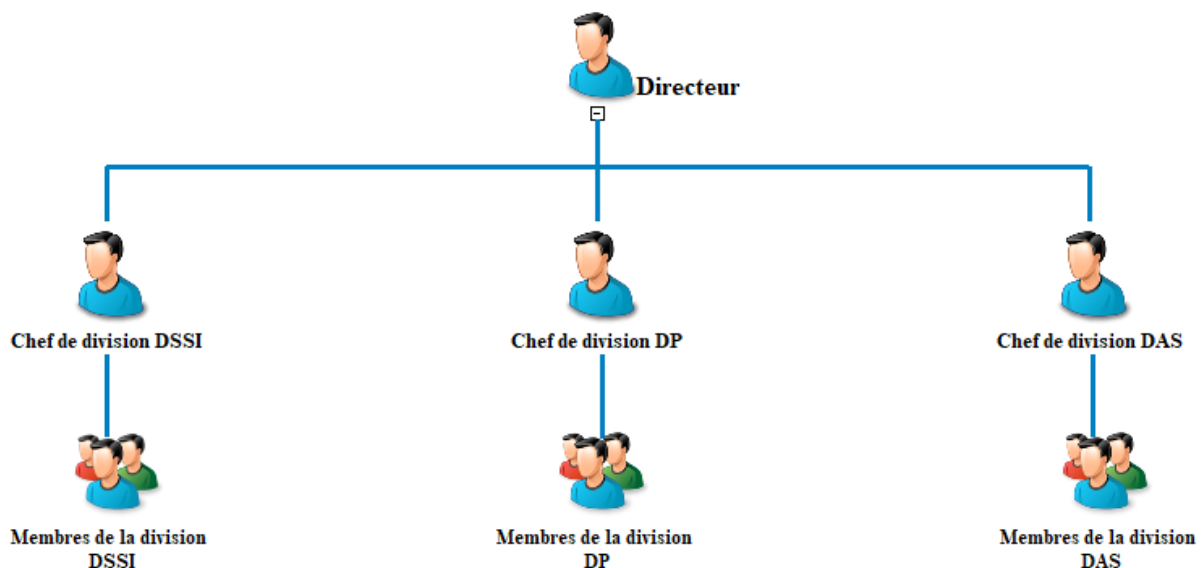 Directeur
Chef de division DSSI
Chef de division DP
Chef de division DAS
Membres de la division
DSSI
Membres de la division
DP
Membres de la division
DAS